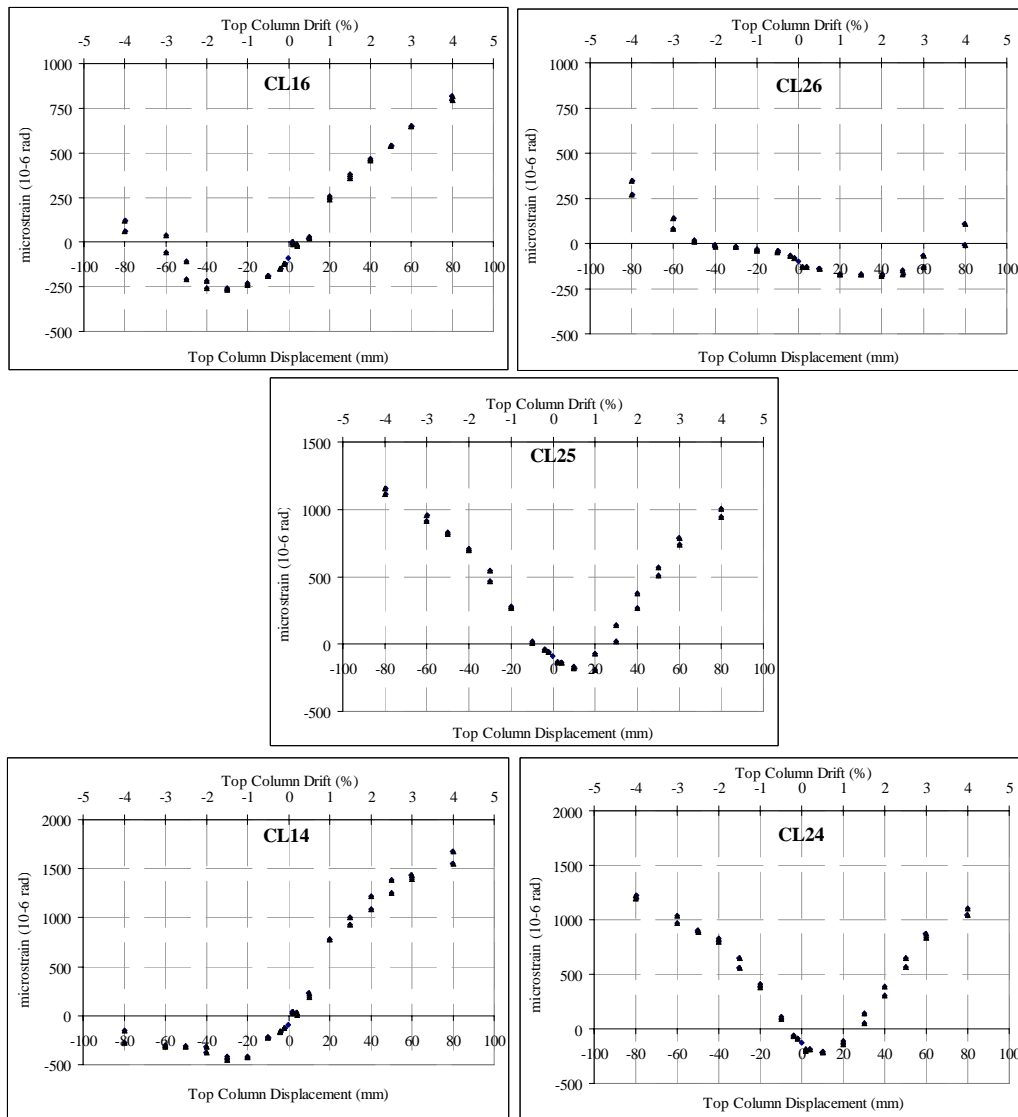 Top Column Drift (%)
-5 -4 -3 -2 -1 0 1 2 3 4 5
CL16
1000
750
500
250
0
-250
-500
microstrain (10-6 rad)
-100 -80 -60 -40 -20 0 20 40 60 80 100
Top Column Displacement (mm)
Top Column Drift (%)
-5 -4 -3 -2 -1 0 1 2 3 4 5
CL26
1000
750
500
250
0
-250
-500
microstrain (10-6 rad)
-100 -80 -60 -40 -20 0 20 40 60 80 100
Top Column Displacement (mm)
Top Column Drift (%)
-5 -4 -3 -2 -1 0 1 2 3 4 5
CL25
1500
1000
500
0
-500
microstrain (10-6 rad)
-100 -80 -60 -40 -20 0 20 40 60 80 100
Top Column Displacement (mm)
Top Column Drift (%)
-5 -4 -3 -2 -1 0 1 2 3 4 5
CL14
2000
1500
1000
500
0
-500
microstrain (10-6 rad)
-100 -80 -60 -40 -20 0 20 40 60 80 100
Top Column Displacement (mm)
Top Column Drift (%)
-5 -4 -3 -2 -1 0 1 2 3 4 5
CL24
2000
1500
1000
500
0
-500
microstrain (10-6 rad)
-100 -80 -60 -40 -20 0 20 40 60 80 100
Top Column Displacement (mm)